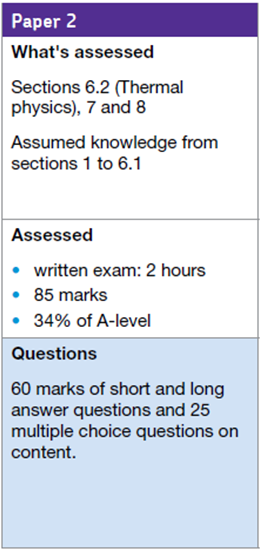 Paper 2
What's assessed
Sections 6.2 (Thermal
physics), 7 and 8
Assumed knowledge from
sections 1 to 6.1
Assessed
• written exam: 2 hours
• 85 marks
• 34% of A-level
Questions
60 marks of short and long
answer questions and 25
multiple choice questions on
content.